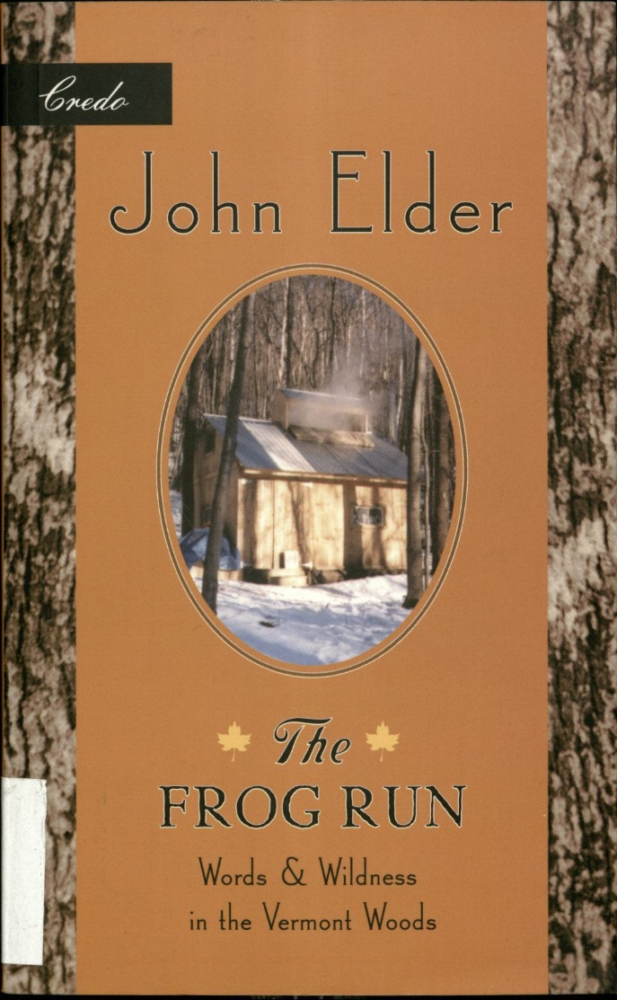 Credo
John Elder
The
FROG RUN
Words & Wildness
in the Vermont Woods